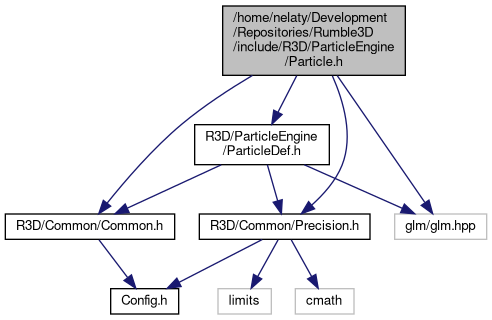 /home/nelaty/Development
/Repositories/Rumble3D
/include/R3D/ParticleEngine
/Particle.h
R3D/ParticleEngine
/ParticleDef.h
R3D/Common/Common.h
R3D/Common/Precision.h
glm/glm.hpp
Config.h
limits
cmath